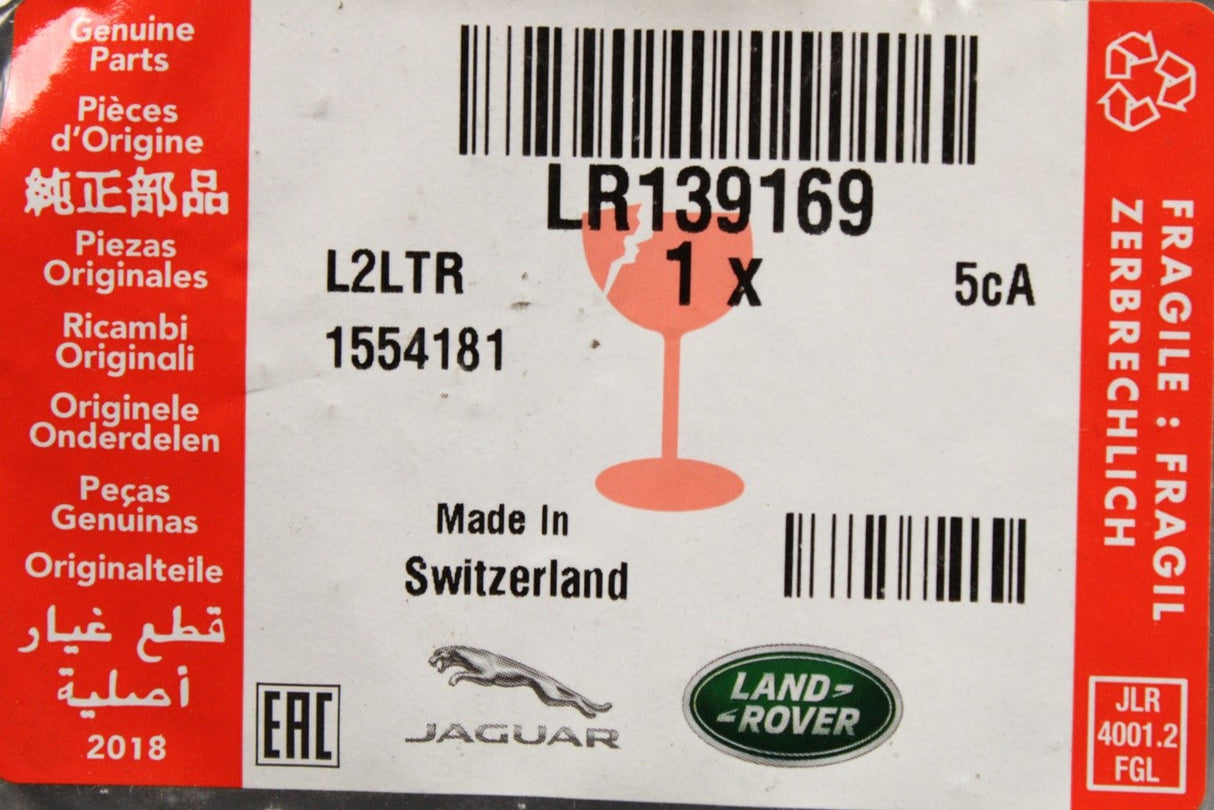 Genuine
Parts
Pièces
d'Origine
純正部品
Piezas
Originales
Ricambi
Originali
Originele
Onderdelen
Peças
Genuinas
Originalteile
قطع غيار
أصلية
2018
LR139169
L2LTR
1 x
5cA
1554181
Made In
Switzerland
EAC
JAGUAR
LAND-
-ROVER
FRAGILE : FRAGIL
ZERBRECHLICH
JLR
4001.2
FGL